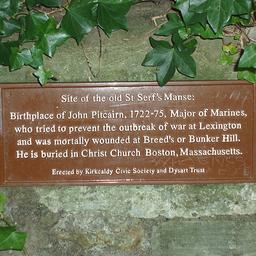 Site of the old St Serf's Manse:
Birthplace of John Pitcairn, 1722-75, Major of Marines,
who tried to prevent the outbreak of war at Lexington
and was mortally wounded at Breed's or Bunker Hill.
He is buried in Christ Church Boston, Massachusetts.
Erected by Kirkcaldy Civic Society and Dysart Trust